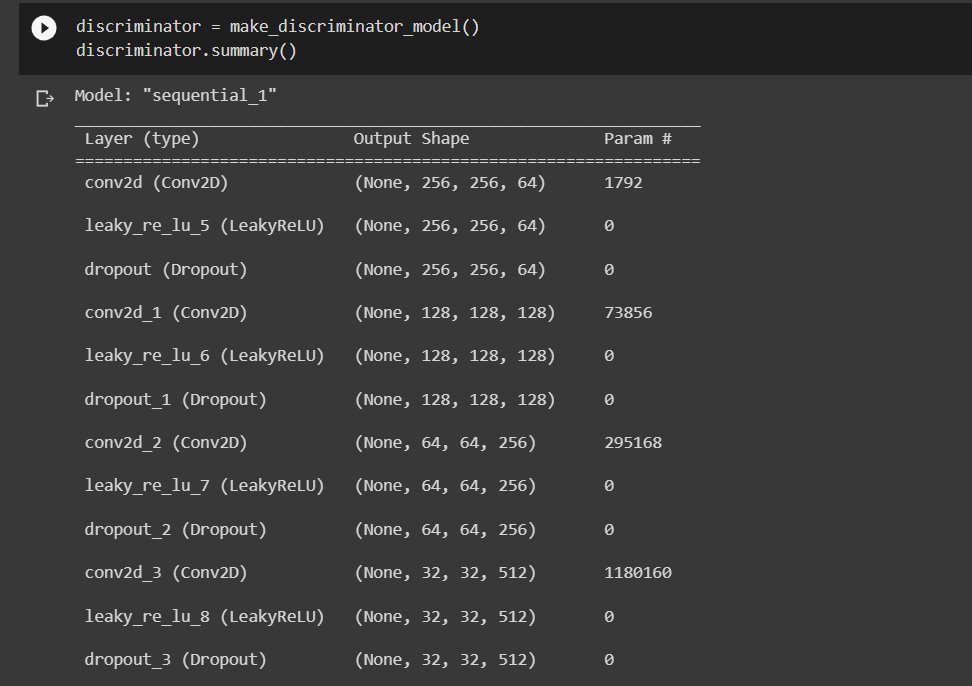 discriminator = make_discriminator_model()
discriminator.summary()
Model: "sequential_1"
_________________________________________________________________
Layer (type) Output Shape Param #
=================================================================
conv2d (Conv2D) (None, 256, 256, 64) 1792
leaky_re_lu_5 (LeakyReLU) (None, 256, 256, 64) 0
dropout (Dropout) (None, 256, 256, 64) 0
conv2d_1 (Conv2D) (None, 128, 128, 128) 73856
leaky_re_lu_6 (LeakyReLU) (None, 128, 128, 128) 0
dropout_1 (Dropout) (None, 128, 128, 128) 0
conv2d_2 (Conv2D) (None, 64, 64, 256) 295168
leaky_re_lu_7 (LeakyReLU) (None, 64, 64, 256) 0
dropout_2 (Dropout) (None, 64, 64, 256) 0
conv2d_3 (Conv2D) (None, 32, 32, 512) 1180160
leaky_re_lu_8 (LeakyReLU) (None, 32, 32, 512) 0
dropout_3 (Dropout) (None, 32, 32, 512) 0